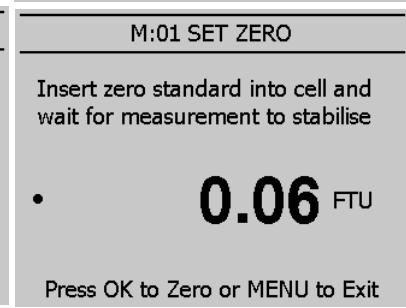 M:01 SET ZERO
Insert zero standard into cell and
wait for measurement to stabilise
• 0.06 FTU
Press OK to Zero or MENU to Exit